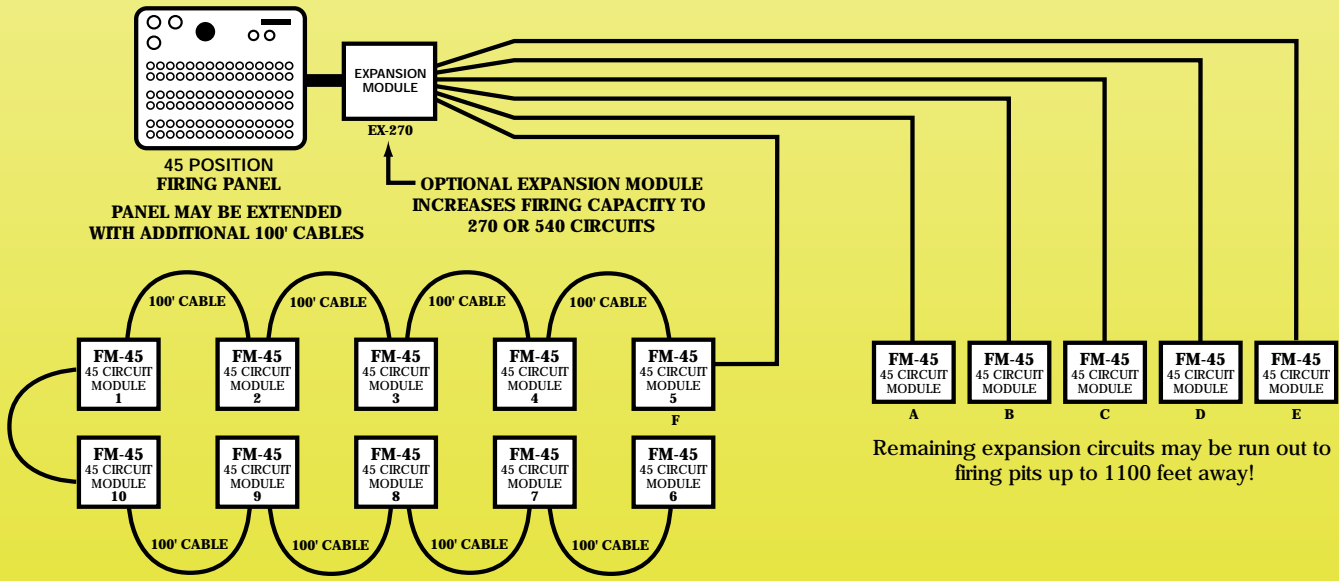 EXPANSION
MODULE
EX-270
45 POSITION
FIRING PANEL
PANEL MAY BE EXTENDED
WITH ADDITIONAL 100' CABLES
OPTIONAL EXPANSION MODULE
INCREASES FIRING CAPACITY TO
270 OR 540 CIRCUITS
100' CABLE
100' CABLE
100' CABLE
100' CABLE
FM-45
45 CIRCUIT
MODULE
1
FM-45
45 CIRCUIT
MODULE
2
FM-45
45 CIRCUIT
MODULE
3
FM-45
45 CIRCUIT
MODULE
4
FM-45
45 CIRCUIT
MODULE
5
F
FM-45
45 CIRCUIT
MODULE
A
FM-45
45 CIRCUIT
MODULE
B
FM-45
45 CIRCUIT
MODULE
C
FM-45
45 CIRCUIT
MODULE
D
FM-45
45 CIRCUIT
MODULE
E
Remaining expansion circuits may be run out to
firing pits up to 1100 feet away!
FM-45
45 CIRCUIT
MODULE
10
FM-45
45 CIRCUIT
MODULE
9
FM-45
45 CIRCUIT
MODULE
8
FM-45
45 CIRCUIT
MODULE
7
FM-45
45 CIRCUIT
MODULE
6
100' CABLE
100' CABLE
100' CABLE
100' CABLE